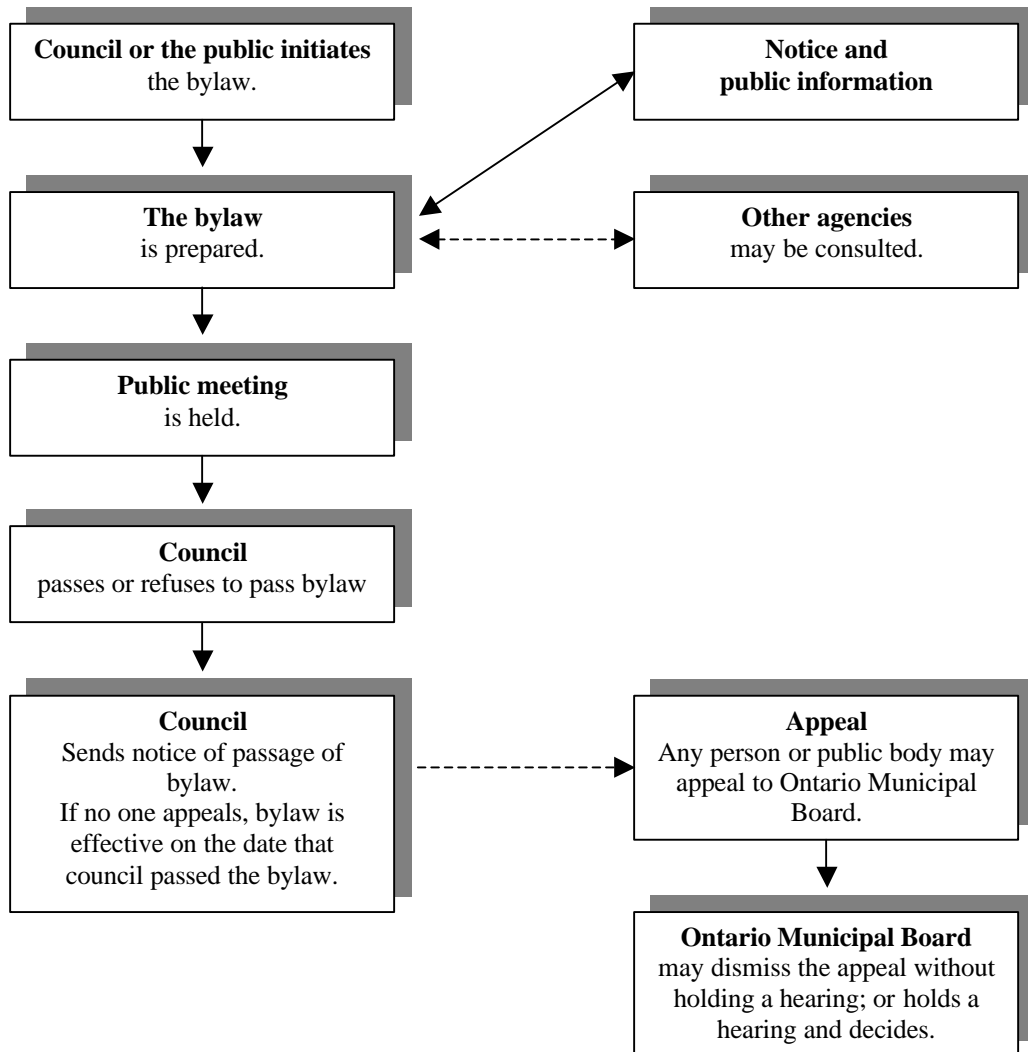 Council or the public initiates
the bylaw.
Notice and
public information
The bylaw
is prepared.
Other agencies
may be consulted.
Public meeting
is held.
Council
passes or refuses to pass bylaw
Council
Sends notice of passage of
bylaw.
If no one appeals, bylaw is
effective on the date that
council passed the bylaw.
Appeal
Any person or public body may
appeal to Ontario Municipal
Board.
Ontario Municipal Board
may dismiss the appeal without
holding a hearing; or holds a
hearing and decides.